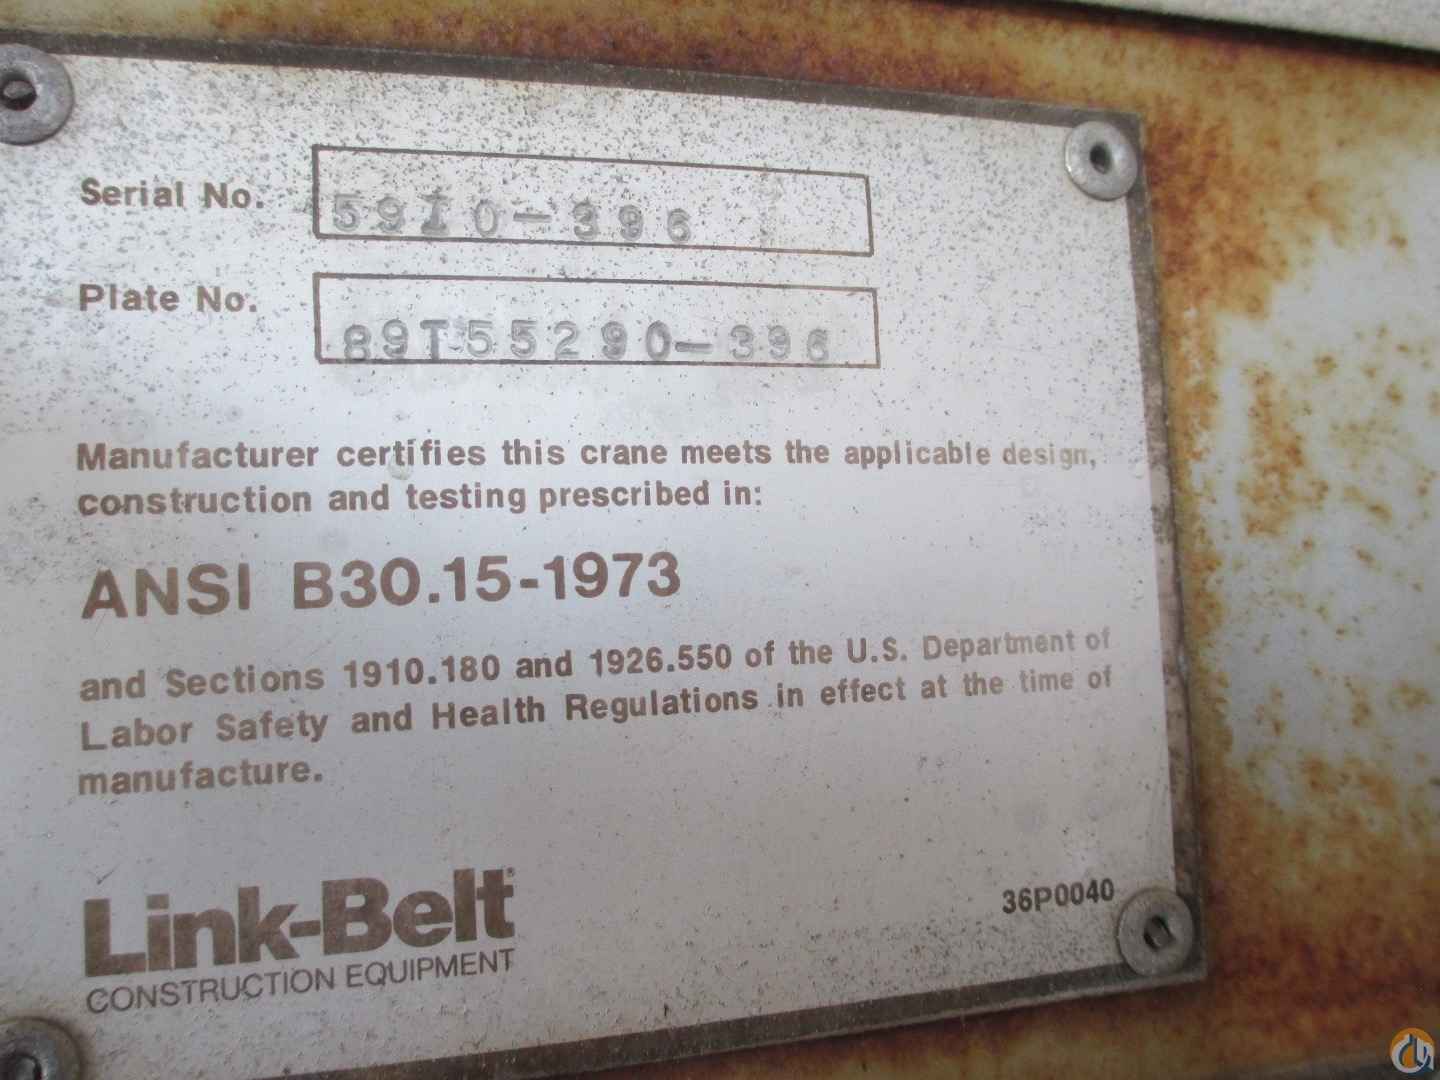 Serial No. 59I0-396
Plate No. 89T55290-396
Manufacturer certifies this crane meets the applicable design,
construction and testing prescribed in:
ANSI B30.15-1973
and Sections 1910.180 and 1926.550 of the U.S. Department of
Labor Safety and Health Regulations in effect at the time of
manufacture.
Link-Belt®
CONSTRUCTION EQUIPMENT
36P0040